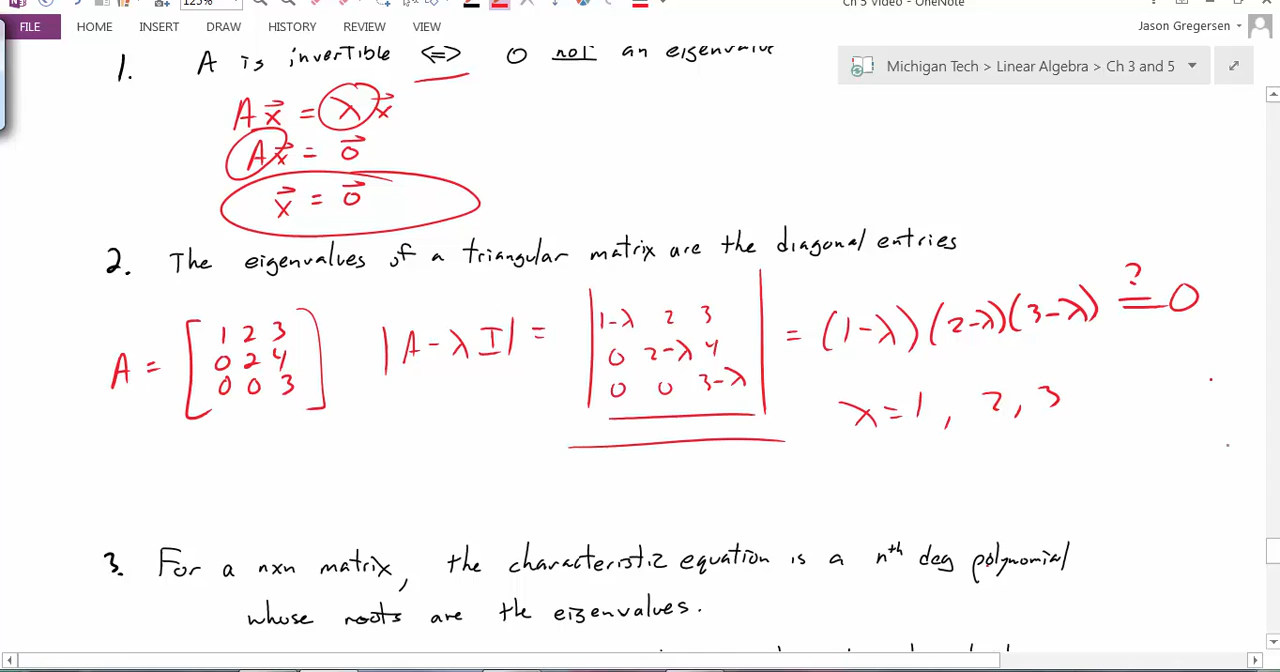 125%
Ch 5 Video - OneNote
FILE HOME INSERT DRAW HISTORY REVIEW VIEW
Jason Gregersen
Michigan Tech > Linear Algebra > Ch 3 and 5
1. A is invertible <=> 0 not an eigenvalue
Ax⃗ = λx⃗
Ax⃗ = 0⃗
x⃗ = 0⃗
2. The eigenvalues of a triangular matrix are the diagonal entries
A = [1 2 3; 0 2 4; 0 0 3] |A - λI| = |1-λ 2 3; 0 2-λ 4; 0 0 3-λ| = (1-λ)(2-λ)(3-λ) ?= 0
λ = 1, 2, 3
3. For a nxn matrix, the characteristic equation is a nth deg polynomial
whose roots are the eigenvalues.